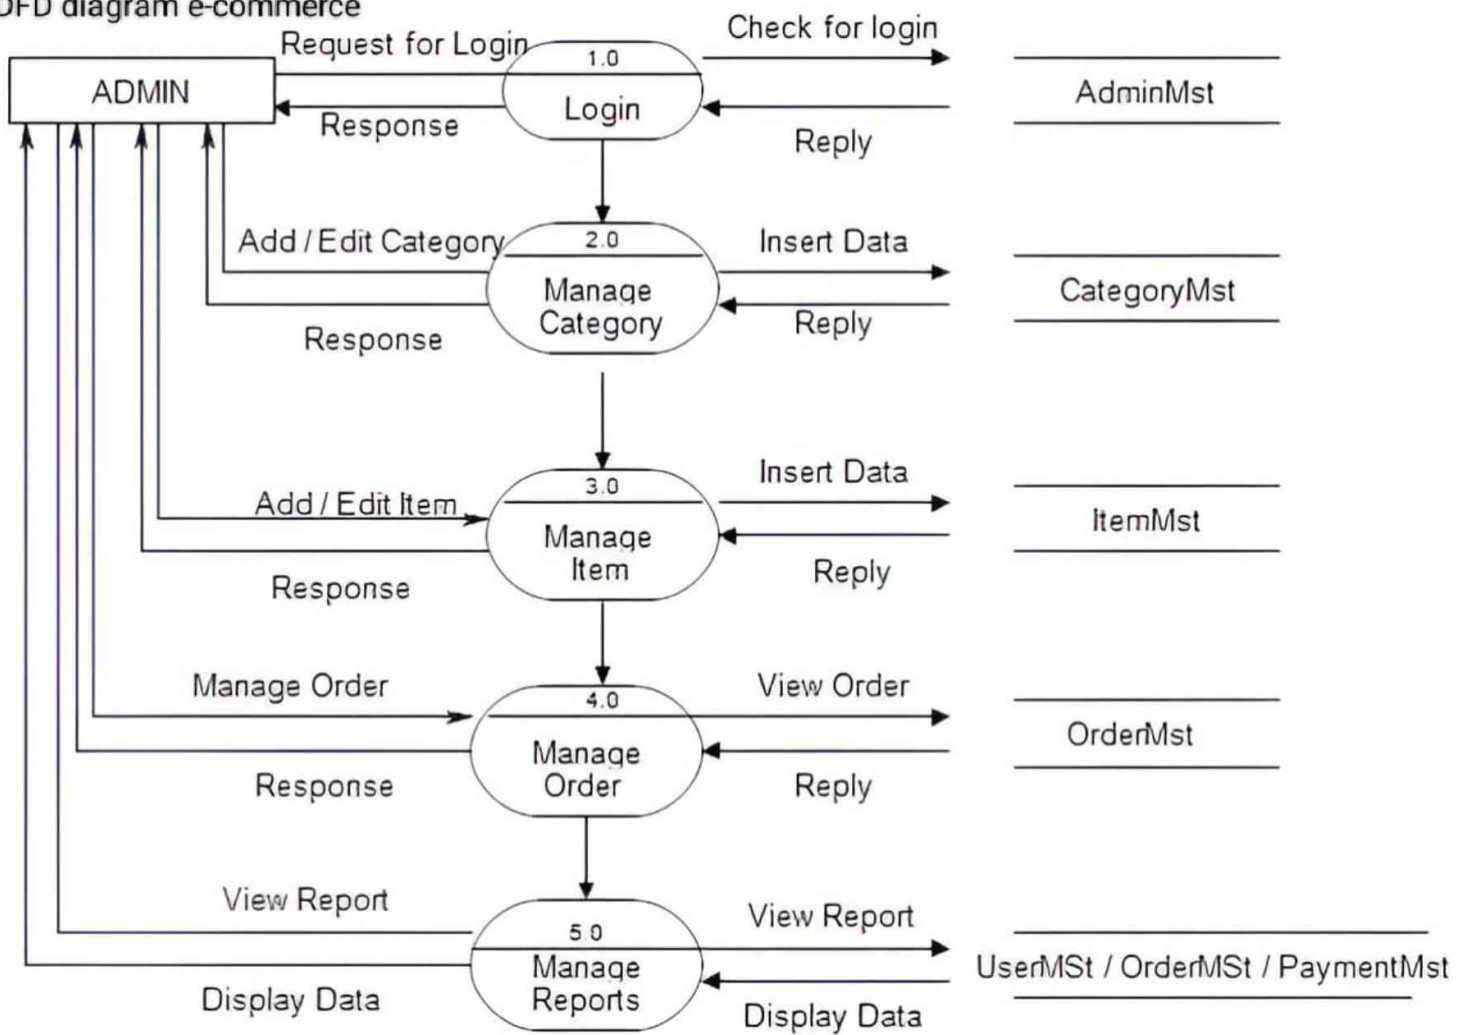 DFD diagram e-commerce
Request for Login
1.0
Check for login
ADMIN
Login
AdminMst
Response
Reply
Add / Edit Category
2.0
Insert Data
Manage
Category
CategoryMst
Response
Reply
Add / Edit Item
3.0
Insert Data
Manage
Item
ItemMst
Response
Reply
Manage Order
4.0
View Order
Manage
Order
OrderMst
Response
Reply
View Report
5.0
View Report
Manage
Reports
UserMSt / OrderMSt / PaymentMst
Display Data
Display Data